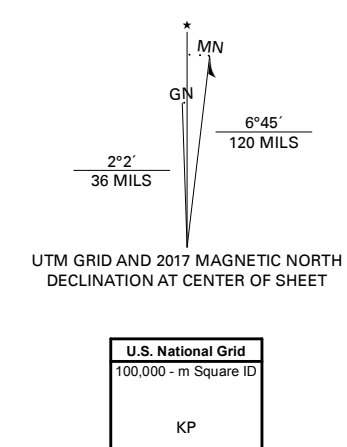 ★
MN
GN
6°45´
120 MILS
2°2´
36 MILS
UTM GRID AND 2017 MAGNETIC NORTH
DECLINATION AT CENTER OF SHEET
U.S. National Grid
100,000 - m Square ID
KP